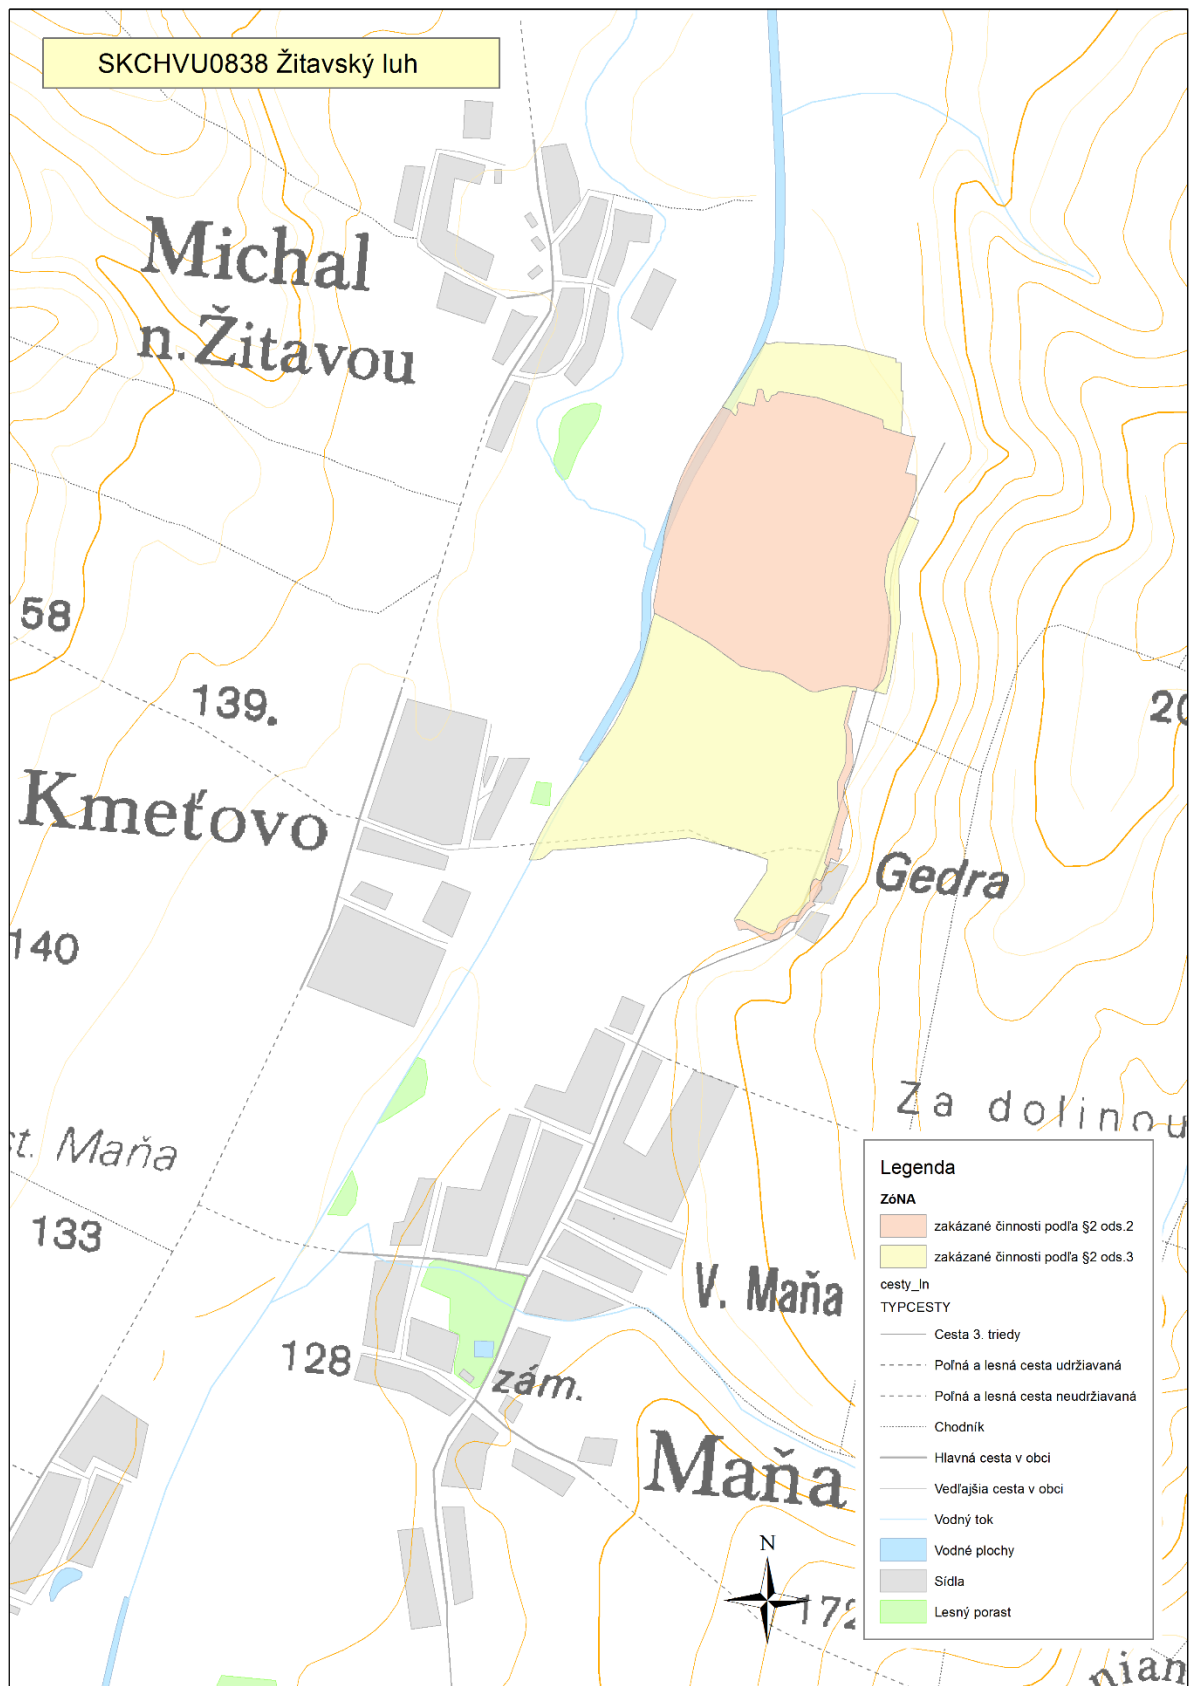 SKCHVU0838 Žitavský luh
Michal
n.Žitavou
58
139.
20
Kmeťovo
Gedra
140
Za dolinou
t. Maňa
133
V. Maňa
128
zám.
Maňa
N
172
nian
Legenda
ZóNA
zakázané činnosti podľa §2 ods.2
zakázané činnosti podľa §2 ods.3
cesty_ln
TYPCESTY
Cesta 3. triedy
Poľná a lesná cesta udržiavaná
Poľná a lesná cesta neudržiavaná
Chodník
Hlavná cesta v obci
Vedľajšia cesta v obci
Vodný tok
Vodné plochy
Sídla
Lesný porast